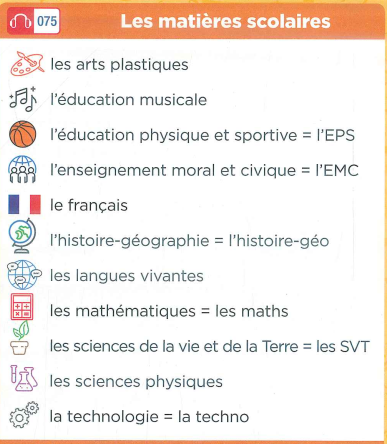 075 Les matières scolaires
les arts plastiques
l'éducation musicale
l'éducation physique et sportive = l'EPS
l'enseignement moral et civique = l'EMC
le français
l'histoire-géographie = l'histoire-géo
les langues vivantes
les mathématiques = les maths
les sciences de la vie et de la Terre = les SVT
les sciences physiques
la technologie = la techno